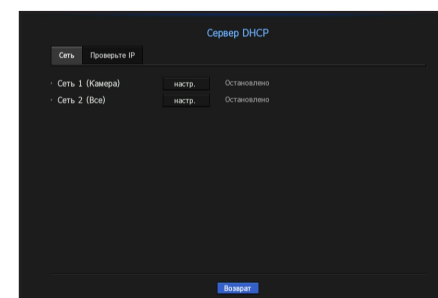 Сервер DHCP
Сеть Проверьте IP
· Сеть 1 (Камера) настр. Остановлено
· Сеть 2 (Все) настр. Остановлено
Возврат